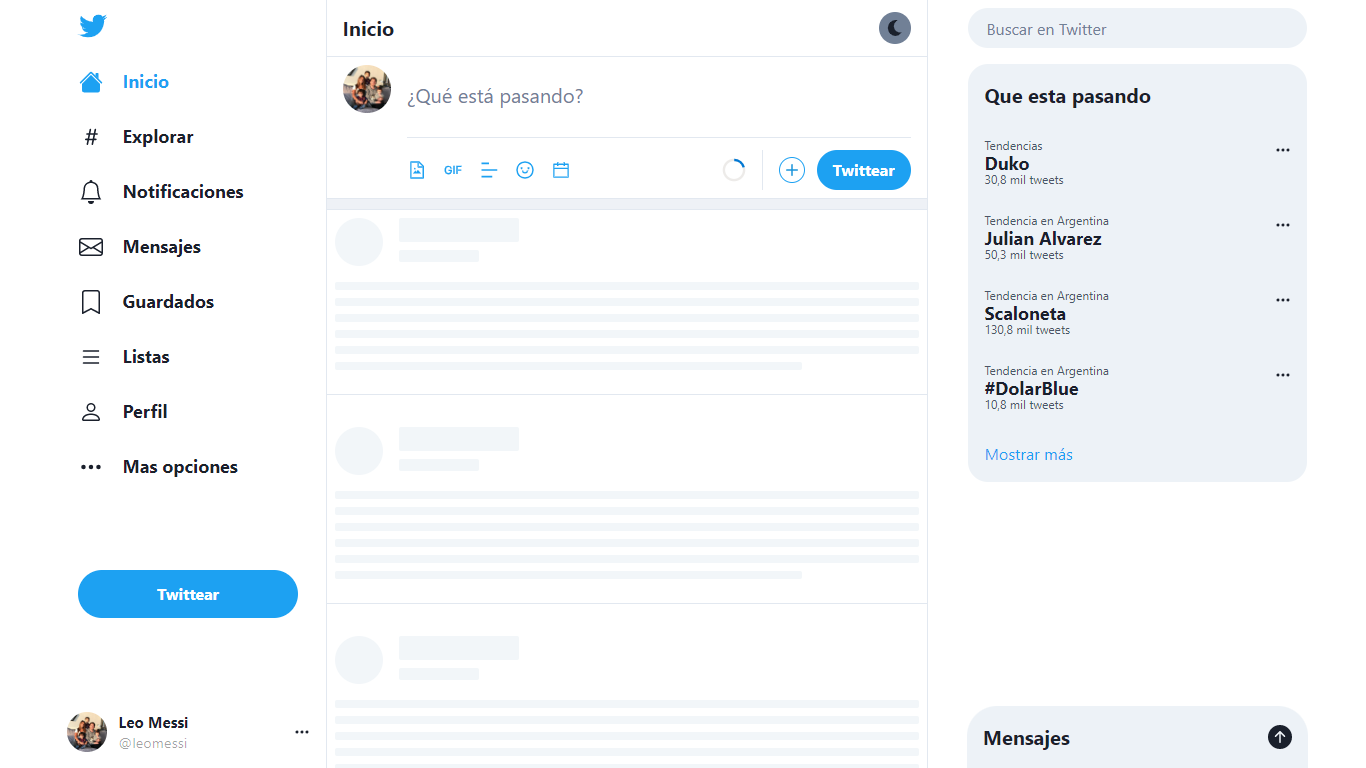 Inicio
Explorar
Notificaciones
Mensajes
Guardados
Listas
Perfil
Mas opciones
Twittear
Leo Messi
@leomessi
Inicio
¿Qué está pasando?
GIF
Twittear
Buscar en Twitter
Que esta pasando
Tendencias
Duko
30,8 mil tweets
Tendencia en Argentina
Julian Alvarez
50,3 mil tweets
Tendencia en Argentina
Scaloneta
130,8 mil tweets
Tendencia en Argentina
#DolarBlue
10,8 mil tweets
Mostrar más
Mensajes